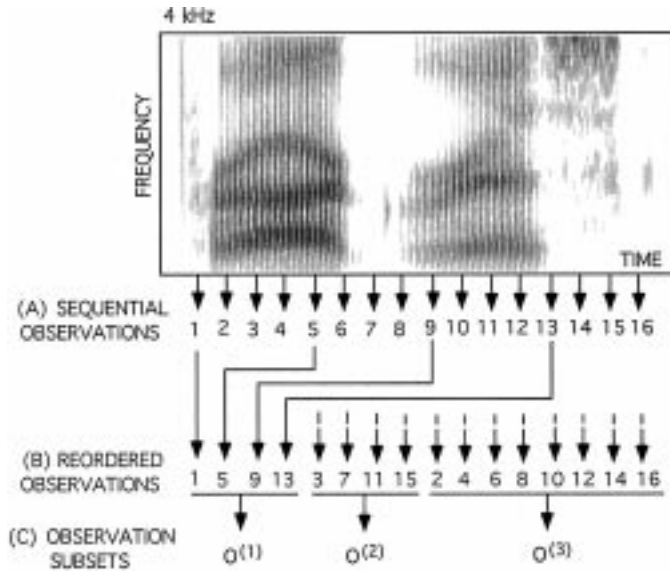 4 kHz
FREQUENCY
TIME
(A) SEQUENTIAL
OBSERVATIONS
1 2 3 4 5 6 7 8 9 10 11 12 13 14 15 16
(B) REORDERED
OBSERVATIONS
1 5 9 13 3 7 11 15 2 4 6 8 10 12 14 16
(C) OBSERVATION
SUBSETS
O(1) O(2) O(3)